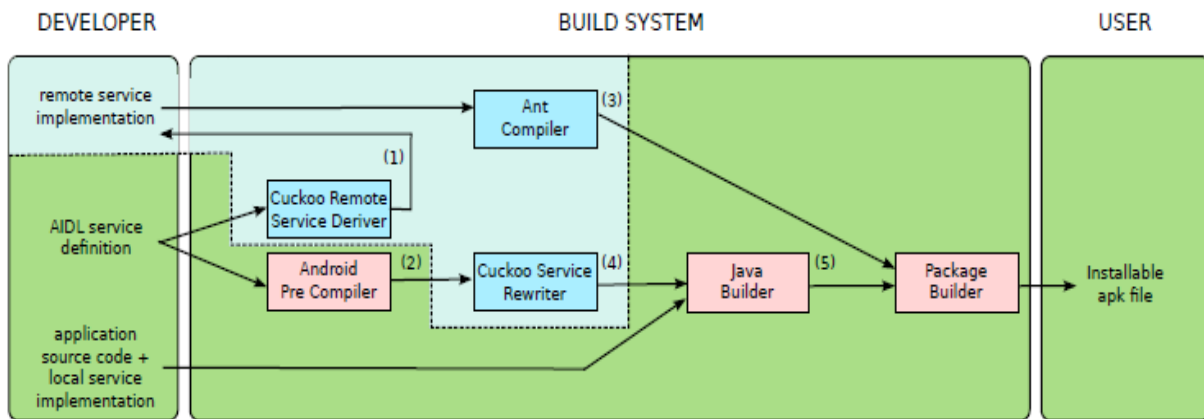 DEVELOPER
BUILD SYSTEM
USER
remote service
implementation
Ant
Compiler
(3)
(1)
Cuckoo Remote
Service Deriver
AIDL service
definition
Android
Pre Compiler
(2)
Cuckoo Service
Rewriter
(4)
Java
Builder
(5)
Package
Builder
Installable
apk file
application
source code +
local service
implementation